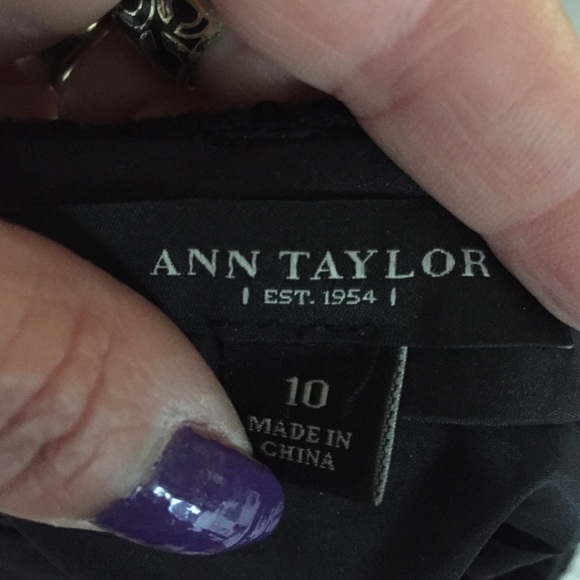 ANN TAYLOR
EST. 1954
10
MADE IN
CHINA